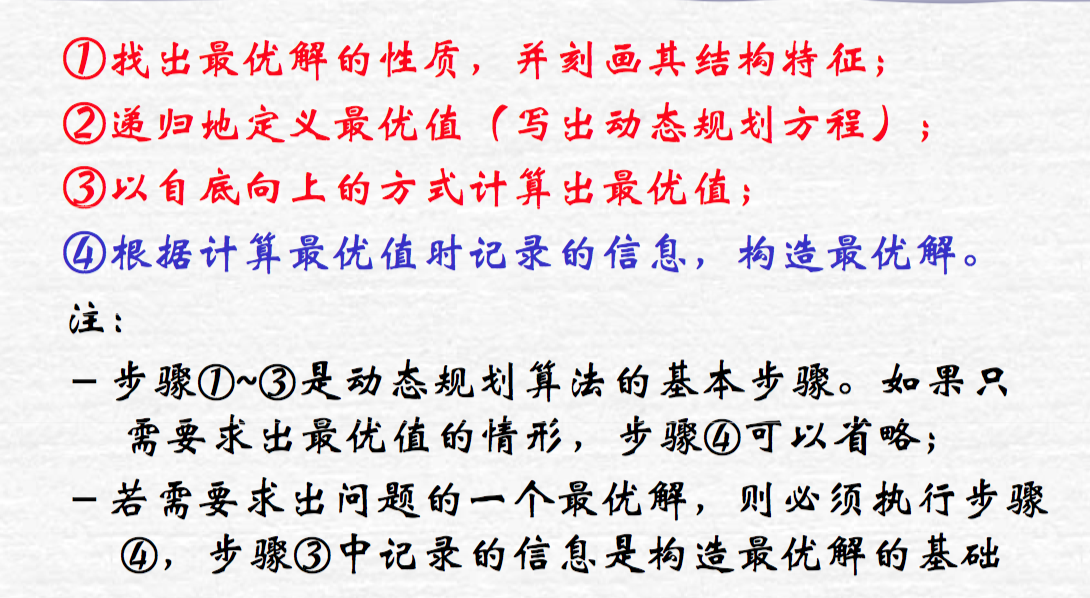 ①找出最优解的性质，并刻画其结构特征；
②递归地定义最优值（写出动态规划方程）；
③以自底向上的方式计算出最优值；
④根据计算最优值时记录的信息，构造最优解。
注：
－步骤①~③是动态规划算法的基本步骤。如果只
需要求出最优值的情形，步骤④可以省略；
－若需要求出问题的一个最优解，则必须执行步骤
④，步骤③中记录的信息是构造最优解的基础